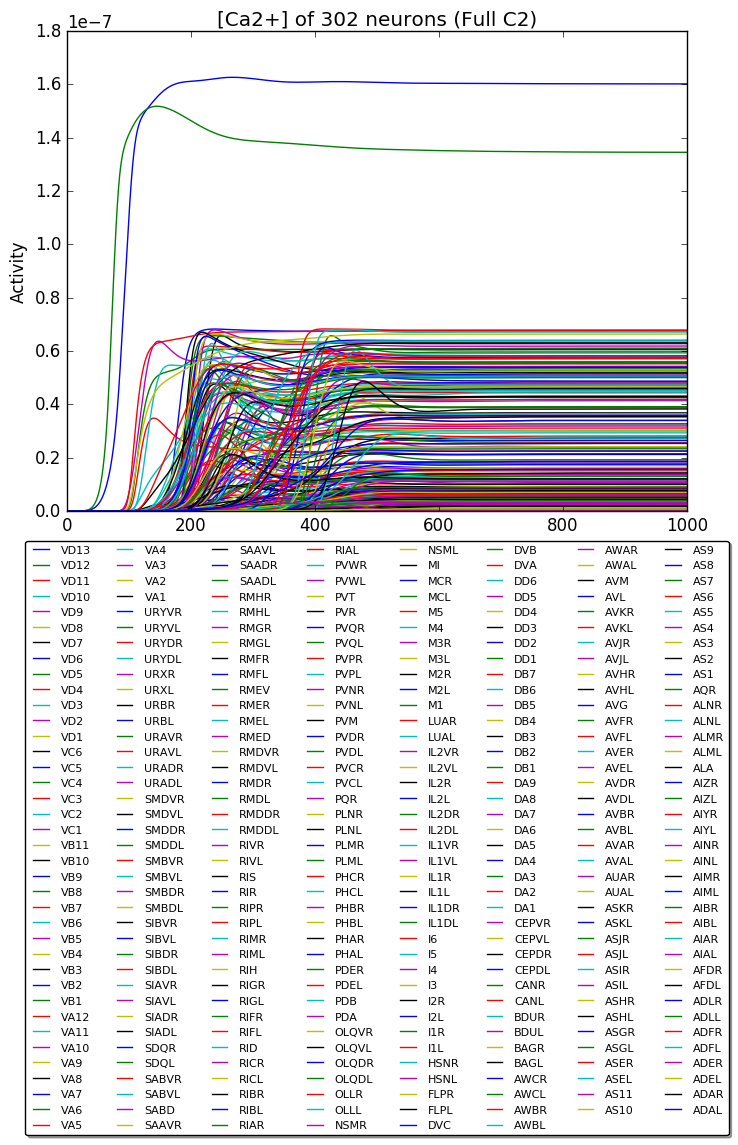 [Ca2+] of 302 neurons (Full C2)
1e−7
1.8
1.6
1.4
1.2
1.0
0.8
0.6
0.4
0.2
0.0
Activity
0 200 400 600 800 1000
VD13
VD12
VD11
VD10
VD9
VD8
VD7
VD6
VD5
VD4
VD3
VD2
VD1
VC6
VC5
VC4
VC3
VC2
VC1
VB11
VB10
VB9
VB8
VB7
VB6
VB5
VB4
VB3
VB2
VB1
VA12
VA11
VA10
VA9
VA8
VA7
VA6
VA5
VA4
VA3
VA2
VA1
URYVR
URYVL
URYDR
URYDL
URXR
URXL
URBR
URBL
URAVR
URAVL
URADR
URADL
SMDVR
SMDVL
SMDDR
SMDDL
SMBVR
SMBVL
SMBDR
SMBDL
SIBVR
SIBVL
SIBDR
SIBDL
SIAVR
SIAVL
SIADR
SIADL
SDQR
SDQL
SABVR
SABVL
SABD
SAAVR
SAAVL
SAADR
SAADL
RMHR
RMHL
RMGR
RMGL
RMFR
RMFL
RMEV
RMER
RMEL
RMED
RMDVR
RMDVL
RMDR
RMDL
RMDDR
RMDDL
RIVR
RIVL
RIS
RIR
RIPR
RIPL
RIMR
RIML
RIH
RIGR
RIGL
RIFR
RIFL
RID
RICR
RICL
RIBR
RIBL
RIAR
RIAL
PVWR
PVWL
PVT
PVR
PVQR
PVQL
PVPR
PVPL
PVNR
PVNL
PVM
PVDR
PVDL
PVCR
PVCL
PQR
PLNR
PLNL
PLMR
PLML
PHCR
PHCL
PHBR
PHBL
PHAR
PHAL
PDER
PDEL
PDB
PDA
OLQVR
OLQVL
OLQDR
OLQDL
OLLR
OLLL
NSMR
NSML
MI
MCR
MCL
M5
M4
M3R
M3L
M2R
M2L
M1
LUAR
LUAL
IL2VR
IL2VL
IL2R
IL2L
IL2DR
IL2DL
IL1VR
IL1VL
IL1R
IL1L
IL1DR
IL1DL
I6
I5
I4
I3
I2R
I2L
I1R
I1L
HSNR
HSNL
FLPR
FLPL
DVC
DVB
DVA
DD6
DD5
DD4
DD3
DD2
DD1
DB7
DB6
DB5
DB4
DB3
DB2
DB1
DA9
DA8
DA7
DA6
DA5
DA4
DA3
DA2
DA1
CEPVR
CEPVL
CEPDR
CEPDL
CANR
CANL
BDUR
BDUL
BAGR
BAGL
AWCR
AWCL
AWBR
AWBL
AWAR
AWAL
AVM
AVL
AVKR
AVKL
AVJR
AVJL
AVHR
AVHL
AVG
AVFR
AVFL
AVER
AVEL
AVDR
AVDL
AVBR
AVBL
AVAR
AVAL
AUAR
AUAL
ASKR
ASKL
ASJR
ASJL
ASIR
ASIL
ASHR
ASHL
ASGR
ASGL
ASER
ASEL
AS11
AS10
AS9
AS8
AS7
AS6
AS5
AS4
AS3
AS2
AS1
AQR
ALNR
ALNL
ALMR
ALML
ALA
AIZR
AIZL
AIYR
AIYL
AINR
AINL
AIMR
AIML
AIBR
AIBL
AIAR
AIAL
AFDR
AFDL
ADLR
ADLL
ADFR
ADFL
ADER
ADEL
ADAR
ADAL